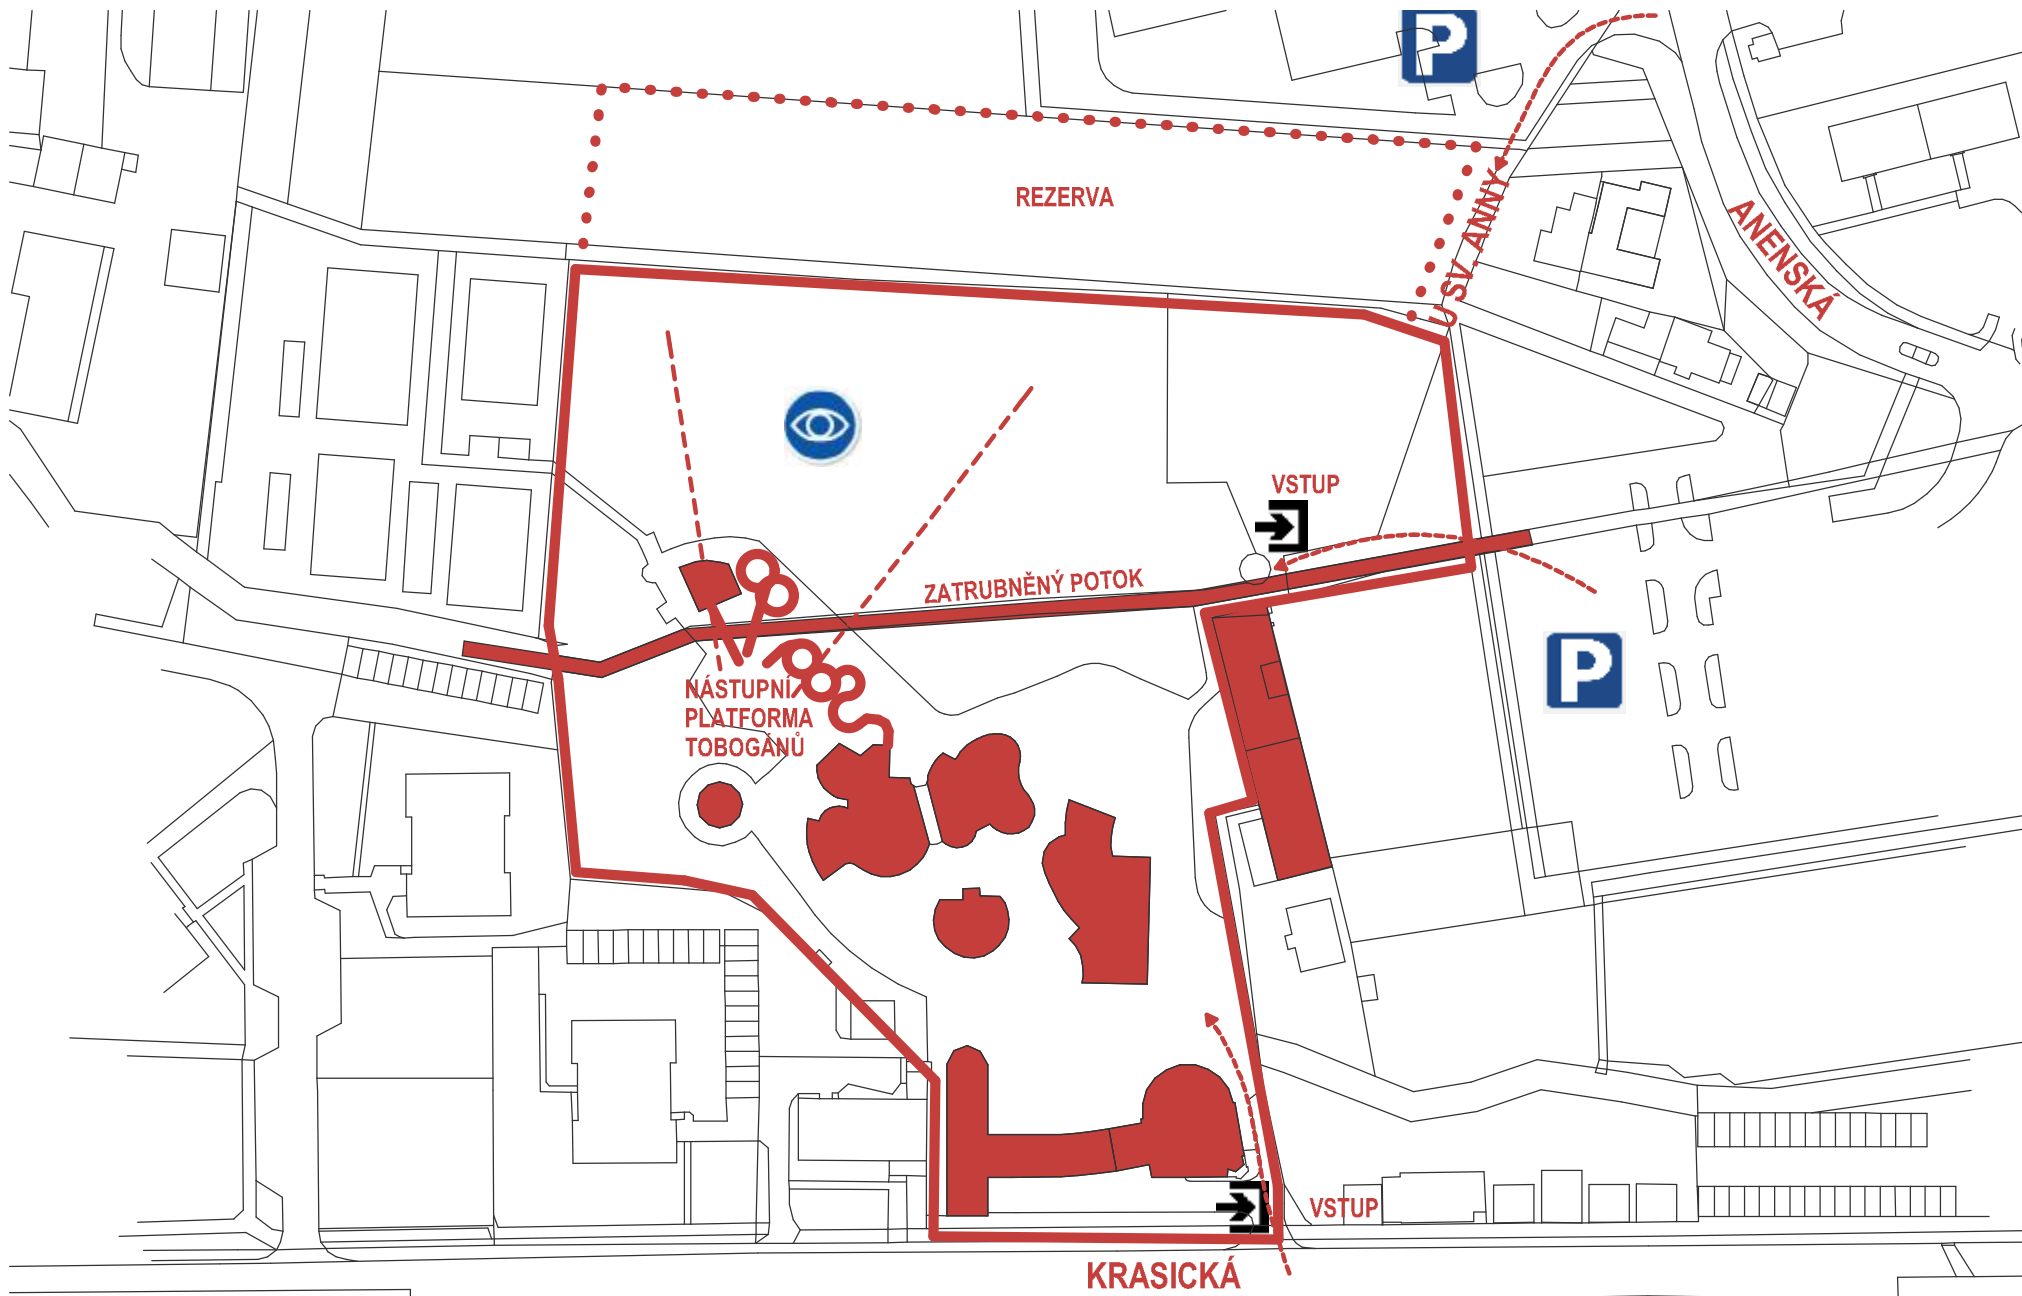 P
REZERVA
U SV. ANNY
ANENSKÁ
VSTUP
ZATRUBNĚNÝ POTOK
P
NÁSTUPNÍ
PLATFORMA
TOBOGÁNŮ
VSTUP
KRASICKÁ